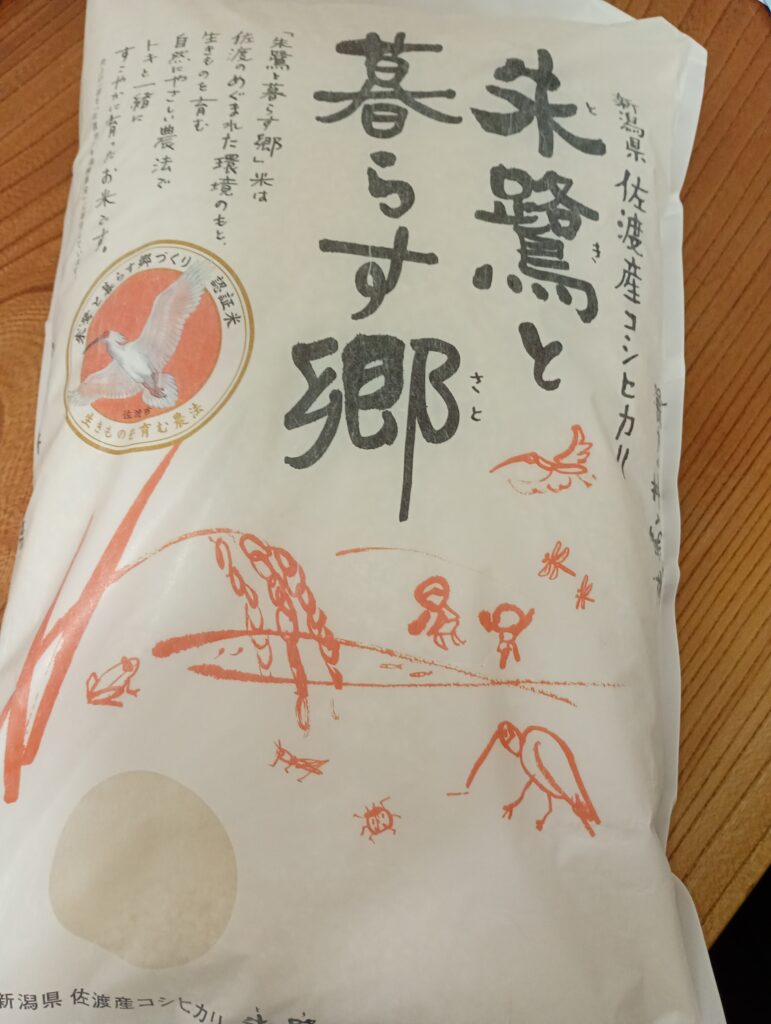 新潟県 佐渡産コシヒカリ
朱鷺と
とき
暮らす郷
さと
「朱鷺と暮らす郷」米は
佐渡のめぐまれた環境のもと、
生きものを育む
自然にやさしい農法で
トキと一緒に
すこやかに育ったお米です。
朱鷺と暮らす郷づくり 認証米
佐渡市
生きものを育む農法
新潟県 佐渡産コシヒカリ